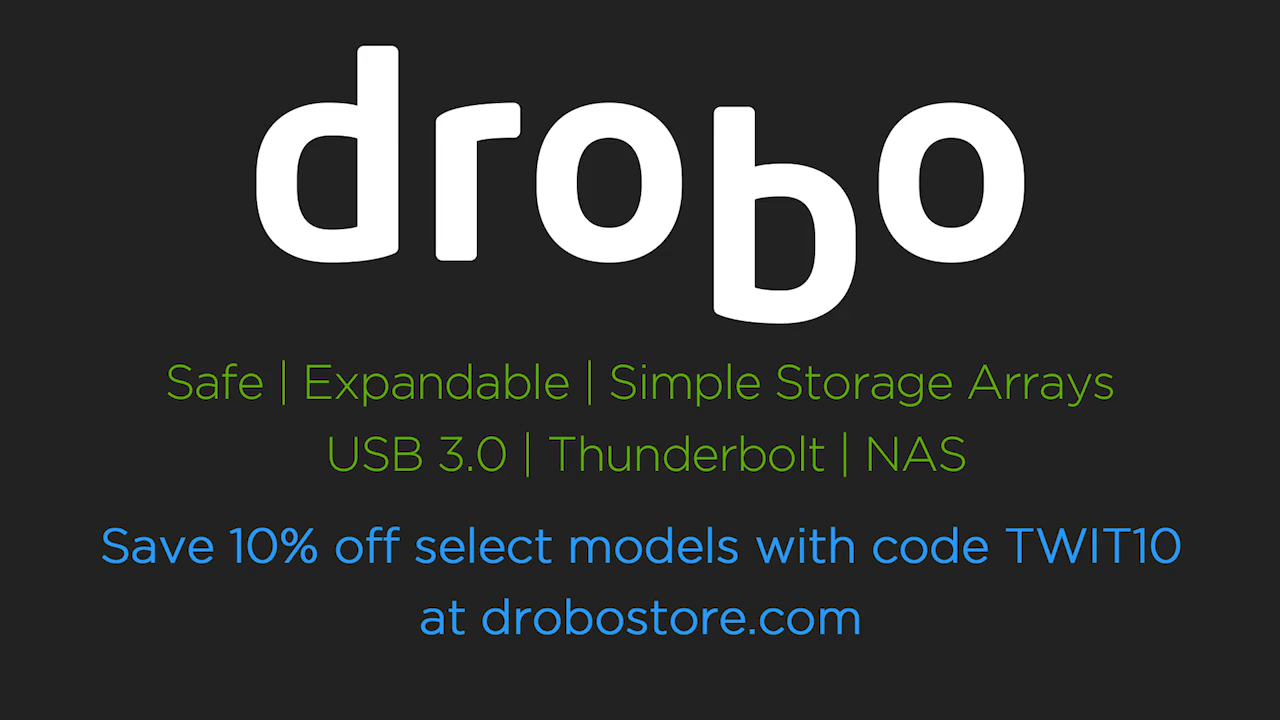 drobo
Safe | Expandable | Simple Storage Arrays
USB 3.0 | Thunderbolt | NAS
Save 10% off select models with code TWIT10
at drobostore.com